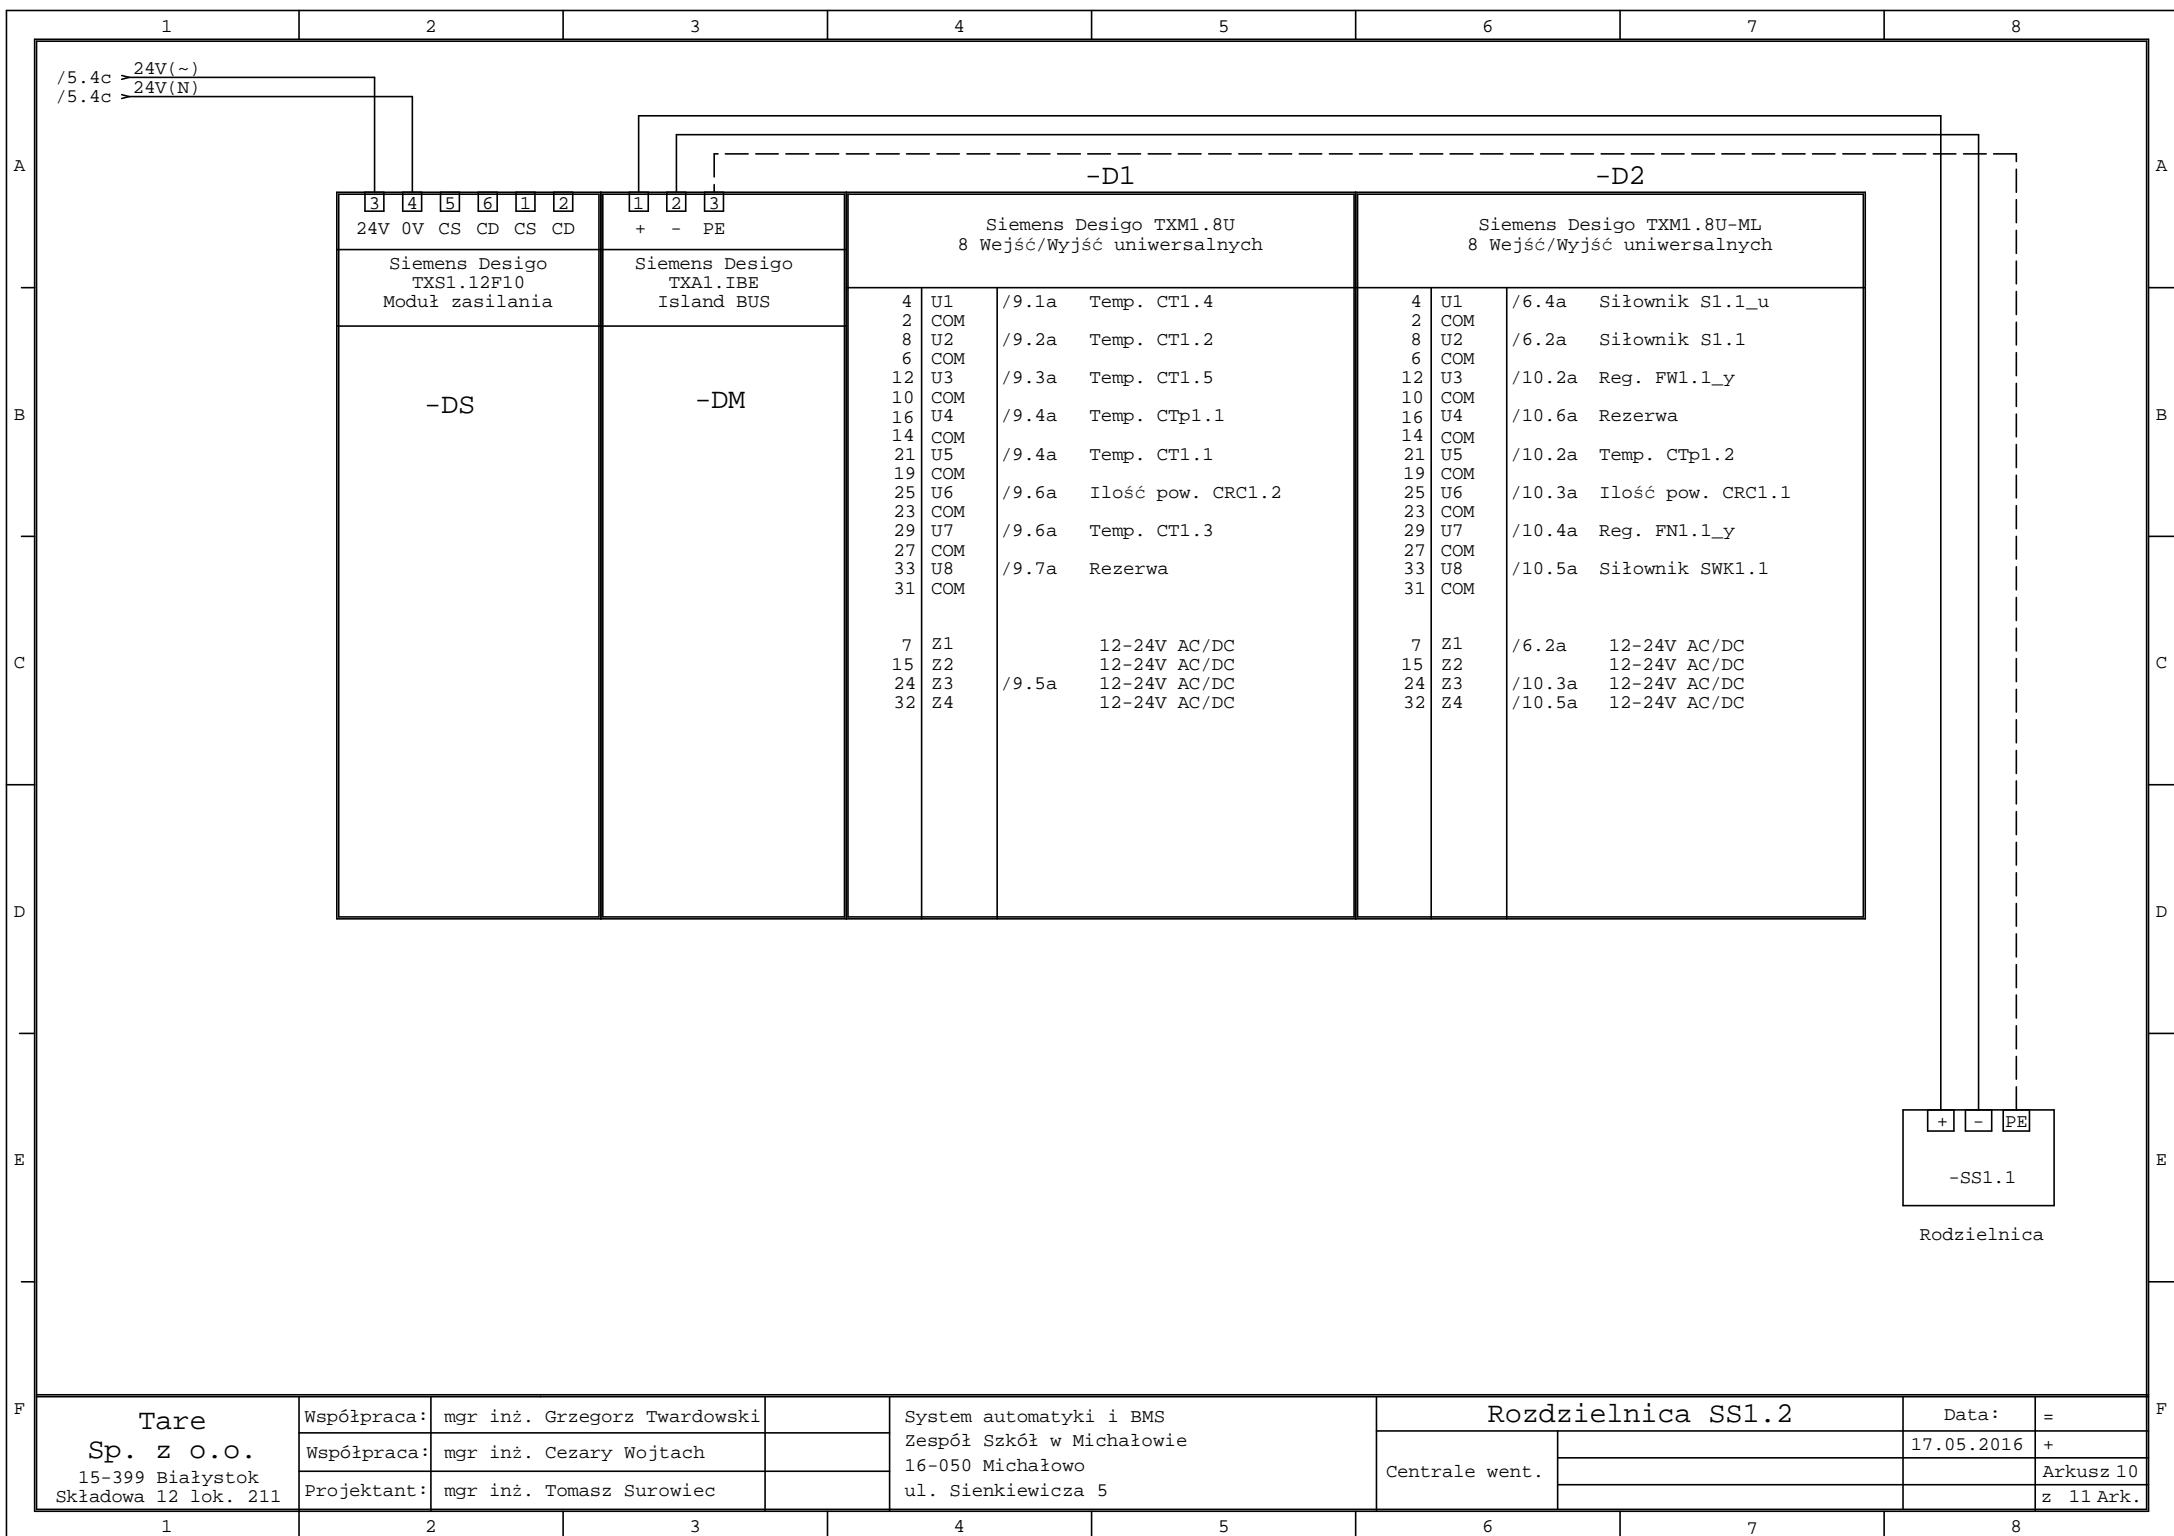 1 2 3 4 5 6 7 8
/5.4c 24V(~)
/5.4c 24V(N)
A A
-D1 -D2
3 4 5 6 1 2 1 2 3
24V 0V CS CD CS CD + - PE
Siemens Desigo
TXS1.12F10
Moduł zasilania
-DS
Siemens Desigo
TXA1.IBE
Island BUS
-DM
Siemens Desigo TXM1.8U
8 Wejść/Wyjść uniwersalnych
4 U1 /9.1a Temp. CT1.4
2 COM
8 U2 /9.2a Temp. CT1.2
6 COM
12 U3 /9.3a Temp. CT1.5
10 COM
16 U4 /9.4a Temp. CTp1.1
14 COM
21 U5 /9.4a Temp. CT1.1
19 COM
25 U6 /9.6a Ilość pow. CRC1.2
23 COM
29 U7 /9.6a Temp. CT1.3
27 COM
33 U8 /9.7a Rezerwa
31 COM
7 Z1 12-24V AC/DC
15 Z2 12-24V AC/DC
24 Z3 /9.5a 12-24V AC/DC
32 Z4 12-24V AC/DC
Siemens Desigo TXM1.8U-ML
8 Wejść/Wyjść uniwersalnych
4 U1 /6.4a Siłownik S1.1_u
2 COM
8 U2 /6.2a Siłownik S1.1
6 COM
12 U3 /10.2a Reg. FW1.1_y
10 COM
16 U4 /10.6a Rezerwa
14 COM
21 U5 /10.2a Temp. CTp1.2
19 COM
25 U6 /10.3a Ilość pow. CRC1.1
23 COM
29 U7 /10.4a Reg. FN1.1_y
27 COM
33 U8 /10.5a Siłownik SWK1.1
31 COM
7 Z1 /6.2a 12-24V AC/DC
15 Z2 12-24V AC/DC
24 Z3 /10.3a 12-24V AC/DC
32 Z4 /10.5a 12-24V AC/DC
B B
C C
D D
+ - PE
E E
-SS1.1
Rodzielnica
F F
Tare
Sp. z o.o.
15-399 Białystok
Składowa 12 lok. 211
Współpraca: mgr inż. Grzegorz Twardowski
Współpraca: mgr inż. Cezary Wojtach
Projektant: mgr inż. Tomasz Surowiec
System automatyki i BMS
Zespół Szkół w Michałowie
16-050 Michałowo
ul. Sienkiewicza 5
Rozdzielnica SS1.2
Centrale went.
Data: =
17.05.2016 +
Arkusz 10
z 11 Ark.
1 2 3 4 5 6 7 8